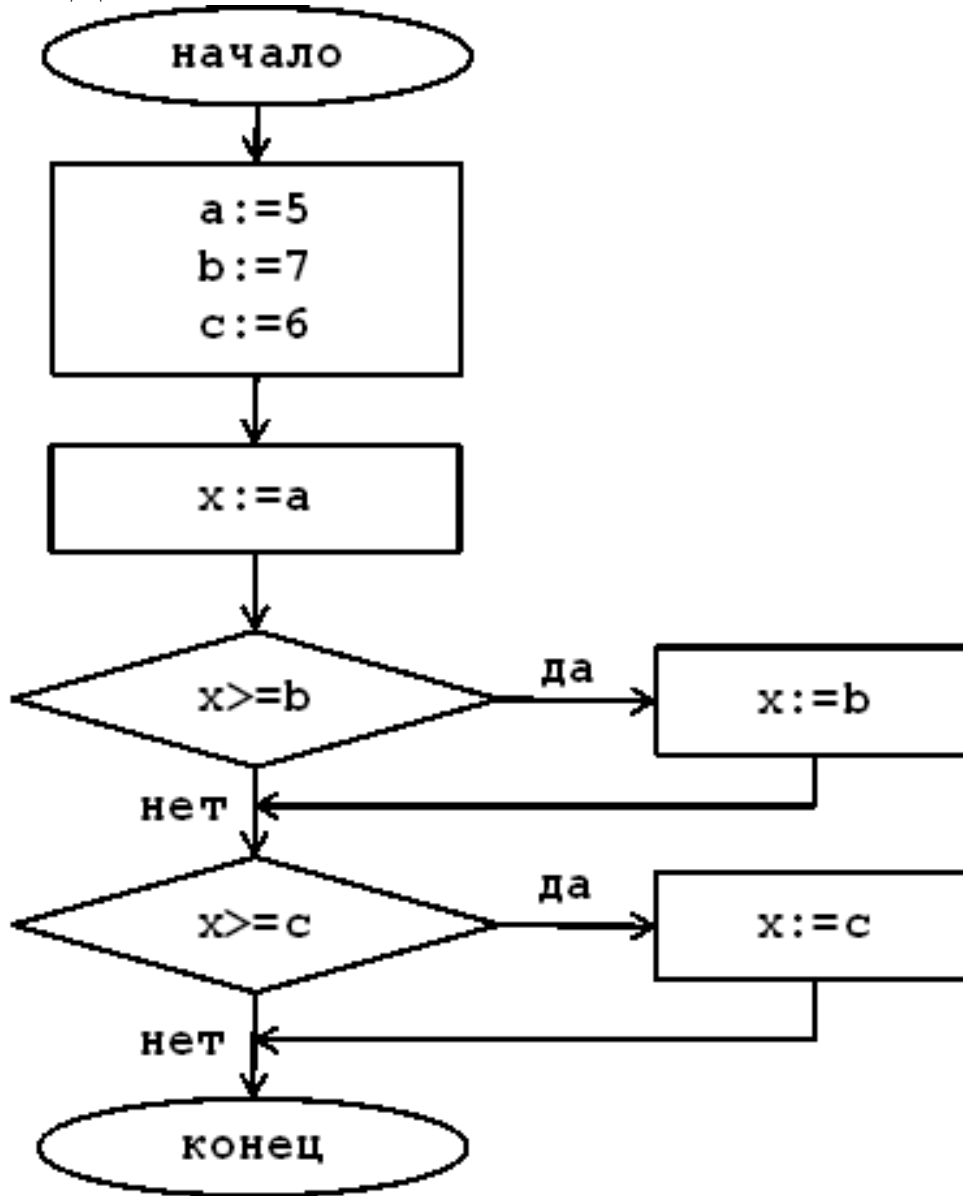 начало
a:=5
b:=7
c:=6
x:=a
x>=b
да
x:=b
нет
x>=c
да
x:=c
нет
конец